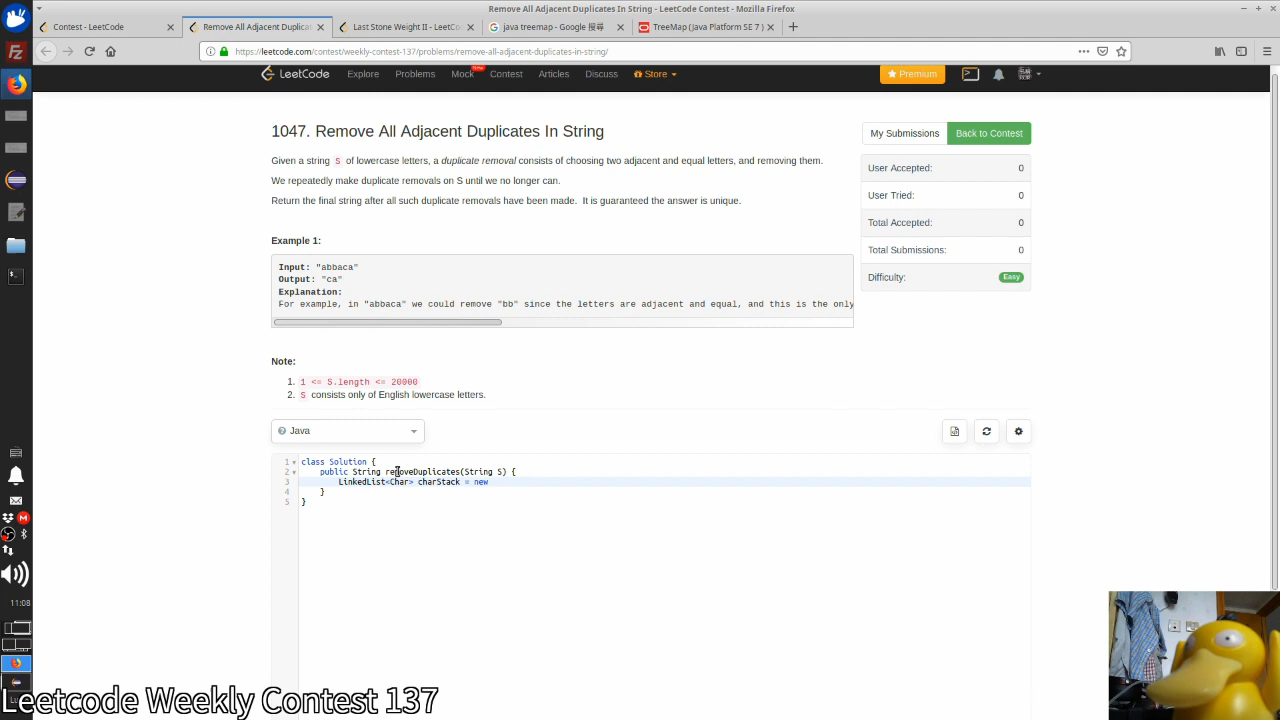 Remove All Adjacent Duplicates In String - LeetCode Contest - Mozilla Firefox
Contest - LeetCode
Remove All Adjacent Duplicat
Last Stone Weight II - LeetCo
java treemap - Google 搜尋
TreeMap (Java Platform SE 7 )
https://leetcode.com/contest/weekly-contest-137/problems/remove-all-adjacent-duplicates-in-string/
LeetCode Explore Problems Mock New Contest Articles Discuss Store Premium
1047. Remove All Adjacent Duplicates In String
My Submissions Back to Contest
Given a string S of lowercase letters, a duplicate removal consists of choosing two adjacent and equal letters, and removing them.
We repeatedly make duplicate removals on S until we no longer can.
Return the final string after all such duplicate removals have been made. It is guaranteed the answer is unique.
User Accepted: 0
User Tried: 0
Total Accepted: 0
Total Submissions: 0
Difficulty: Easy
Example 1:
Input: "abbaca"
Output: "ca"
Explanation:
For example, in "abbaca" we could remove "bb" since the letters are adjacent and equal, and this is the only
Note:
1. 1 <= S.length <= 20000
2. S consists only of English lowercase letters.
Java
1 class Solution {
2 public String removeDuplicates(String S) {
3 LinkedList<Char> charStack = new
4 }
5 }
11:08
Leetcode Weekly Contest 137